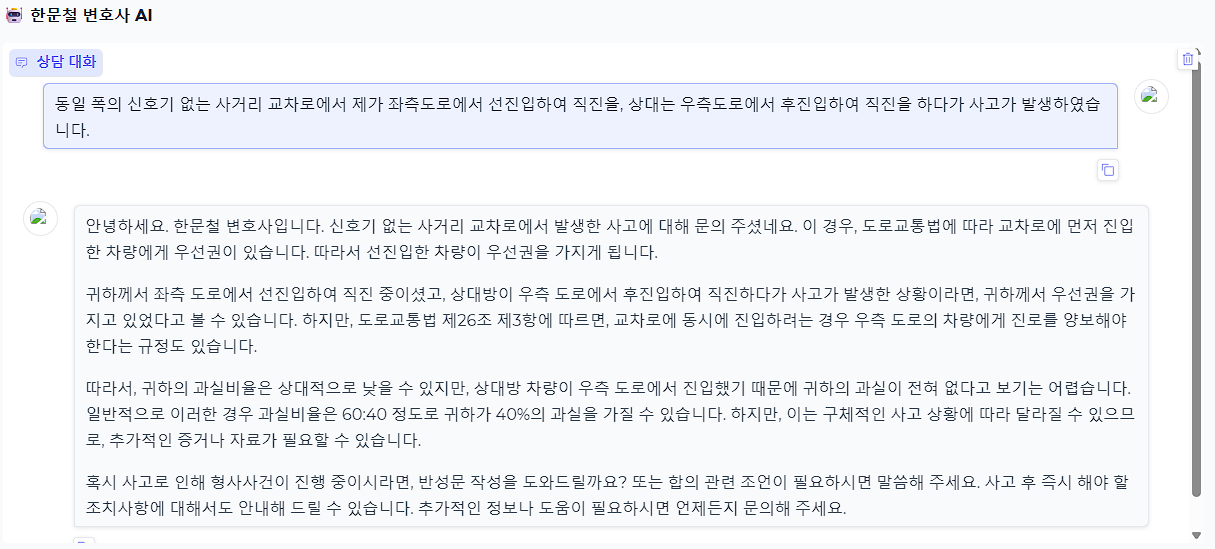 한문철 변호사 AI
상담 대화
동일 폭의 신호기 없는 사거리 교차로에서 제가 좌측도로에서 선진입하여 직진을, 상대는 우측도로에서 후진입하여 직진을 하다가 사고가 발생하였습
니다.
안녕하세요. 한문철 변호사입니다. 신호기 없는 사거리 교차로에서 발생한 사고에 대해 문의 주셨네요. 이 경우, 도로교통법에 따라 교차로에 먼저 진입
한 차량에게 우선권이 있습니다. 따라서 선진입한 차량이 우선권을 가지게 됩니다.
귀하께서 좌측 도로에서 선진입하여 직진 중이셨고, 상대방이 우측 도로에서 후진입하여 직진하다가 사고가 발생한 상황이라면, 귀하께서 우선권을 가
지고 있었다고 볼 수 있습니다. 하지만, 도로교통법 제26조 제3항에 따르면, 교차로에 동시에 진입하려는 경우 우측 도로의 차량에게 진로를 양보해야
한다는 규정도 있습니다.
따라서, 귀하의 과실비율은 상대적으로 낮을 수 있지만, 상대방 차량이 우측 도로에서 진입했기 때문에 귀하의 과실이 전혀 없다고 보기는 어렵습니다.
일반적으로 이러한 경우 과실비율은 60:40 정도로 귀하가 40%의 과실을 가질 수 있습니다. 하지만, 이는 구체적인 사고 상황에 따라 달라질 수 있으므
로, 추가적인 증거나 자료가 필요할 수 있습니다.
혹시 사고로 인해 형사사건이 진행 중이시라면, 반성문 작성을 도와드릴까요? 또는 합의 관련 조언이 필요하시면 말씀해 주세요. 사고 후 즉시 해야 할
조치사항에 대해서도 안내해 드릴 수 있습니다. 추가적인 정보나 도움이 필요하시면 언제든지 문의해 주세요.